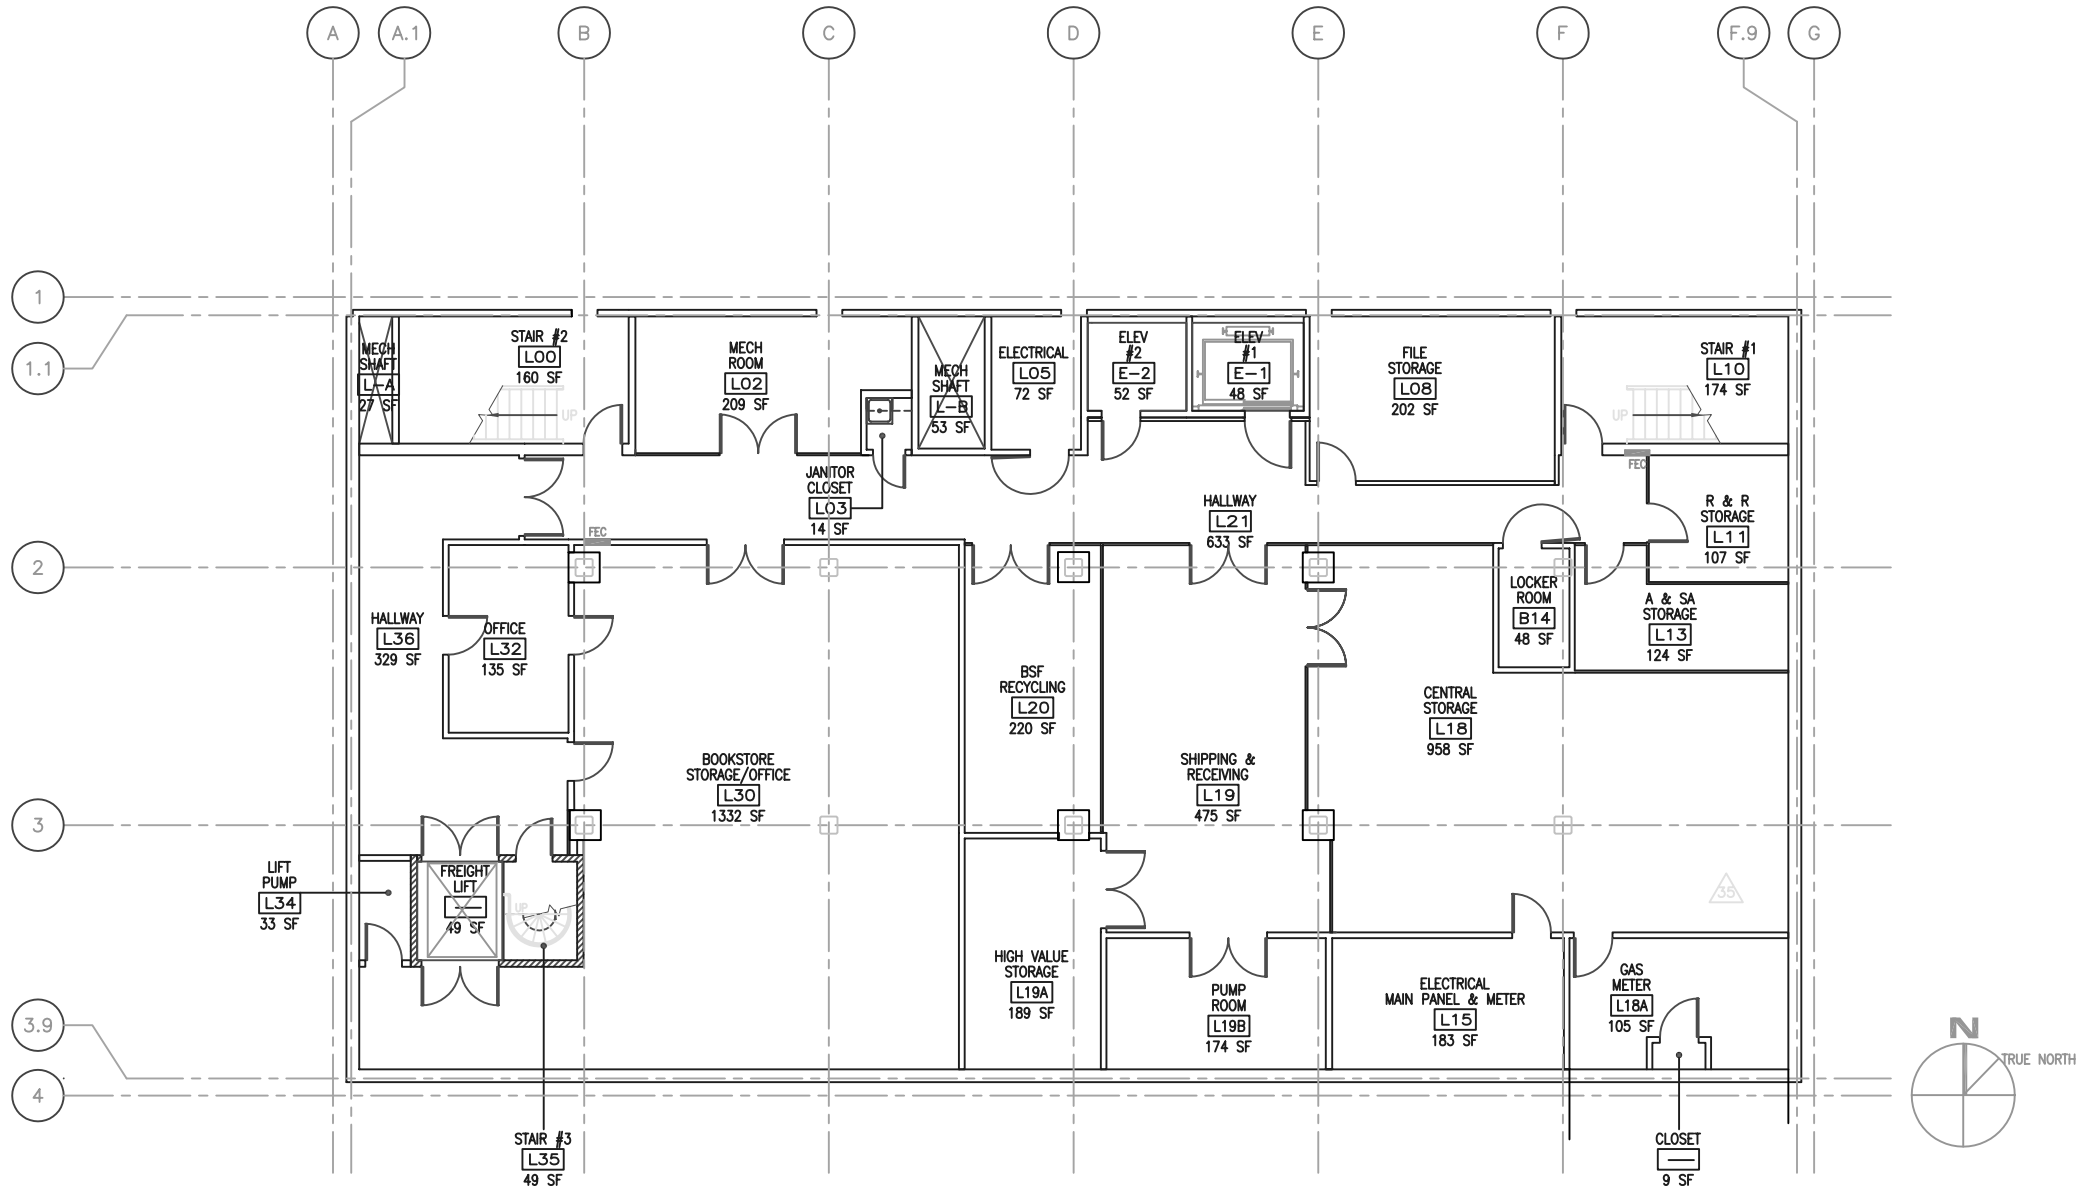 A
A.1
B
C
D
E
F
F.9
G
1
1.1
2
3
3.9
4
MECH
SHAFT
L-A
27 SF
STAIR #2
L00
160 SF
UP
MECH
ROOM
L02
209 SF
JANITOR
CLOSET
L03
14 SF
MECH
SHAFT
L-B
53 SF
ELECTRICAL
L05
72 SF
ELEV
#2
E-2
52 SF
ELEV
#1
E-1
48 SF
FILE
STORAGE
L08
202 SF
STAIR #1
L10
174 SF
UP
FEC
FEC
HALLWAY
L21
633 SF
R & R
STORAGE
L11
107 SF
LOCKER
ROOM
B14
48 SF
A & SA
STORAGE
L13
124 SF
HALLWAY
L36
329 SF
OFFICE
L32
135 SF
BSF
RECYCLING
L20
220 SF
CENTRAL
STORAGE
L18
958 SF
BOOKSTORE
STORAGE/OFFICE
L30
1332 SF
SHIPPING &
RECEIVING
L19
475 SF
LIFT
PUMP
L34
33 SF
FREIGHT
LIFT
49 SF
UP
35
HIGH VALUE
STORAGE
L19A
189 SF
PUMP
ROOM
L19B
174 SF
ELECTRICAL
MAIN PANEL & METER
L15
183 SF
GAS
METER
L18A
105 SF
STAIR #3
L35
49 SF
CLOSET
9 SF
N
TRUE NORTH